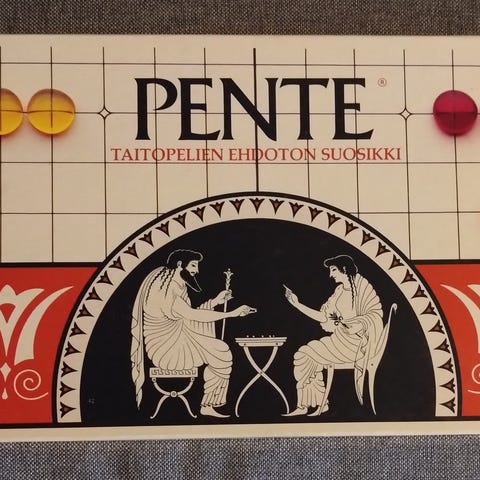 PENTE®
TAITOPELIEN EHDOTON SUOSIKKI